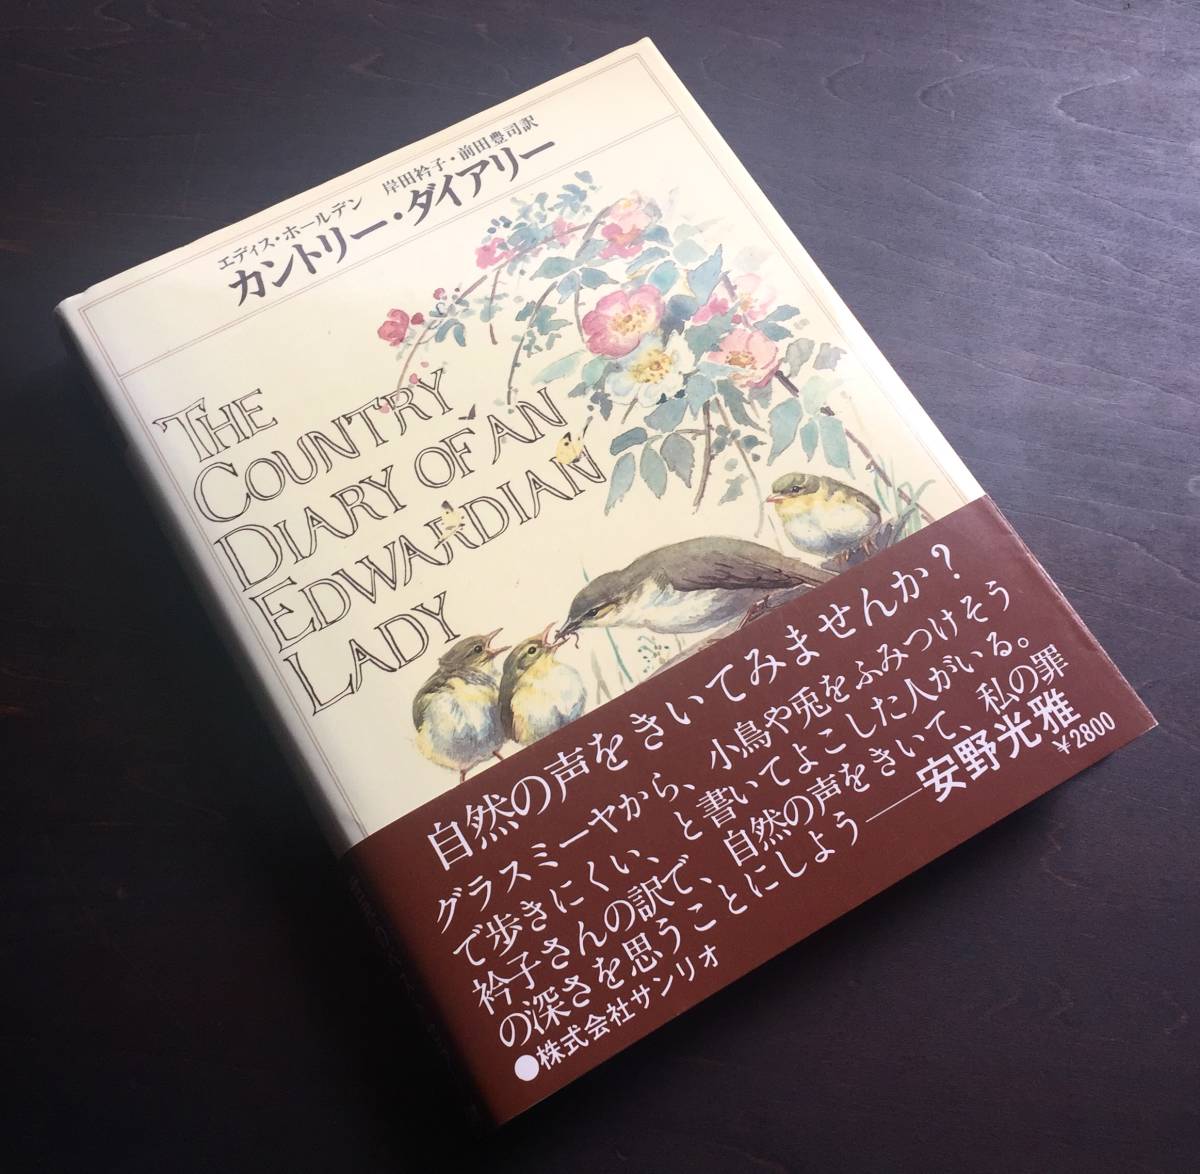 エディス・ホールデン 岸田衿子・前田豊司訳
カントリー・ダイアリー
THE
COUNTRY
DIARY OF AN
EDWARDIAN
LADY
自然の声をきいてみませんか?
グラスミーヤから、小鳥や兎をふみつけそう
で歩きにくい、と書いてよこした人がいる。
衿子さんの訳で、自然の声をきいて、私の罪
の深さを思うことにしよう——安野光雅
¥2800
●株式会社サンリオ